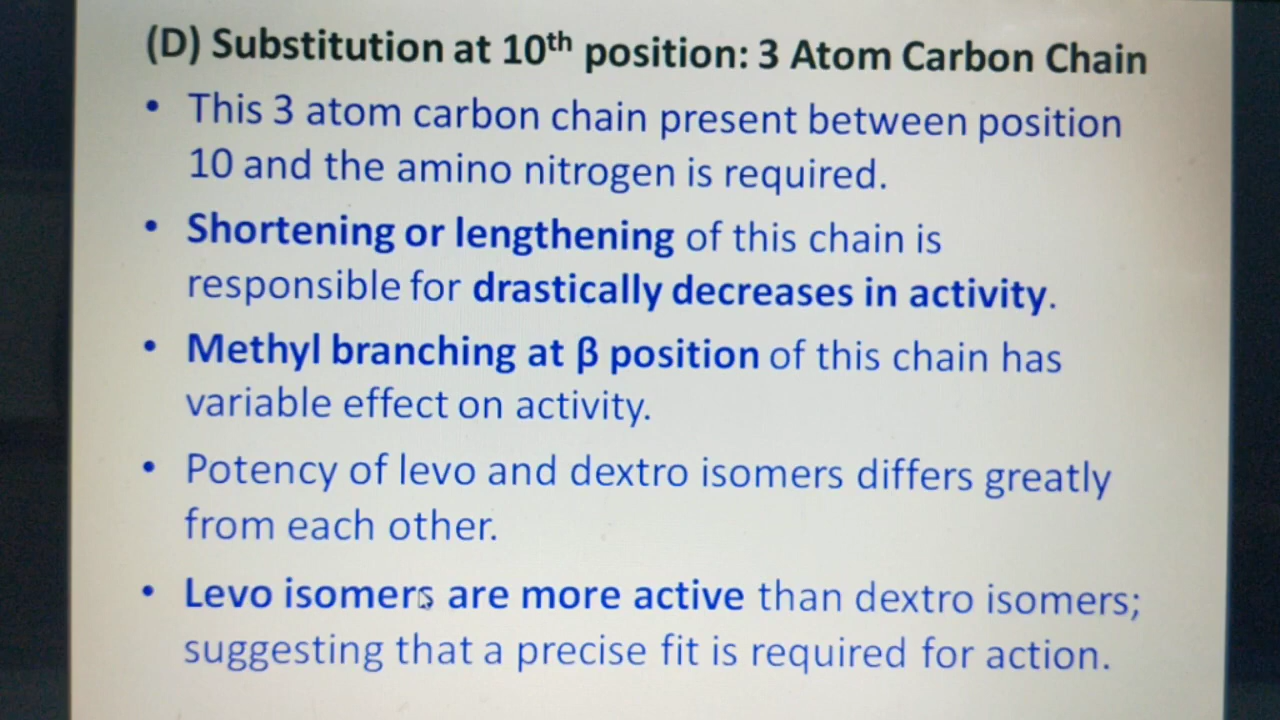 (D) Substitution at 10th position: 3 Atom Carbon Chain
• This 3 atom carbon chain present between position
10 and the amino nitrogen is required.
• Shortening or lengthening of this chain is
responsible for drastically decreases in activity.
• Methyl branching at β position of this chain has
variable effect on activity.
• Potency of levo and dextro isomers differs greatly
from each other.
• Levo isomers are more active than dextro isomers;
suggesting that a precise fit is required for action.